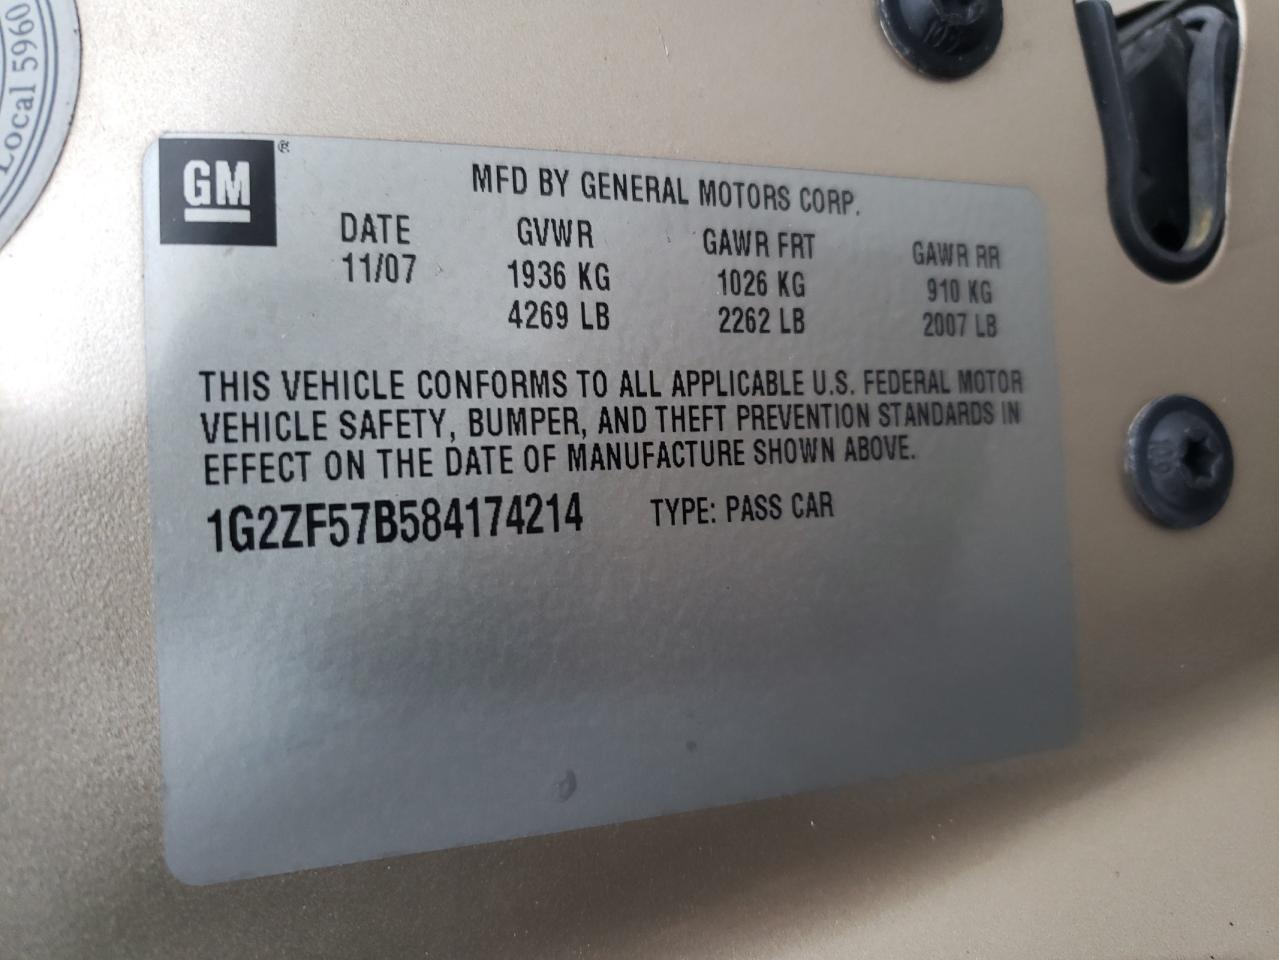 Local 5960
GM®
MFD BY GENERAL MOTORS CORP.
DATE GVWR GAWR FRT GAWR RR
11/07 1936 KG 1026 KG 910 KG
4269 LB 2262 LB 2007 LB
THIS VEHICLE CONFORMS TO ALL APPLICABLE U.S. FEDERAL MOTOR
VEHICLE SAFETY, BUMPER, AND THEFT PREVENTION STANDARDS IN
EFFECT ON THE DATE OF MANUFACTURE SHOWN ABOVE.
1G2ZF57B584174214 TYPE: PASS CAR